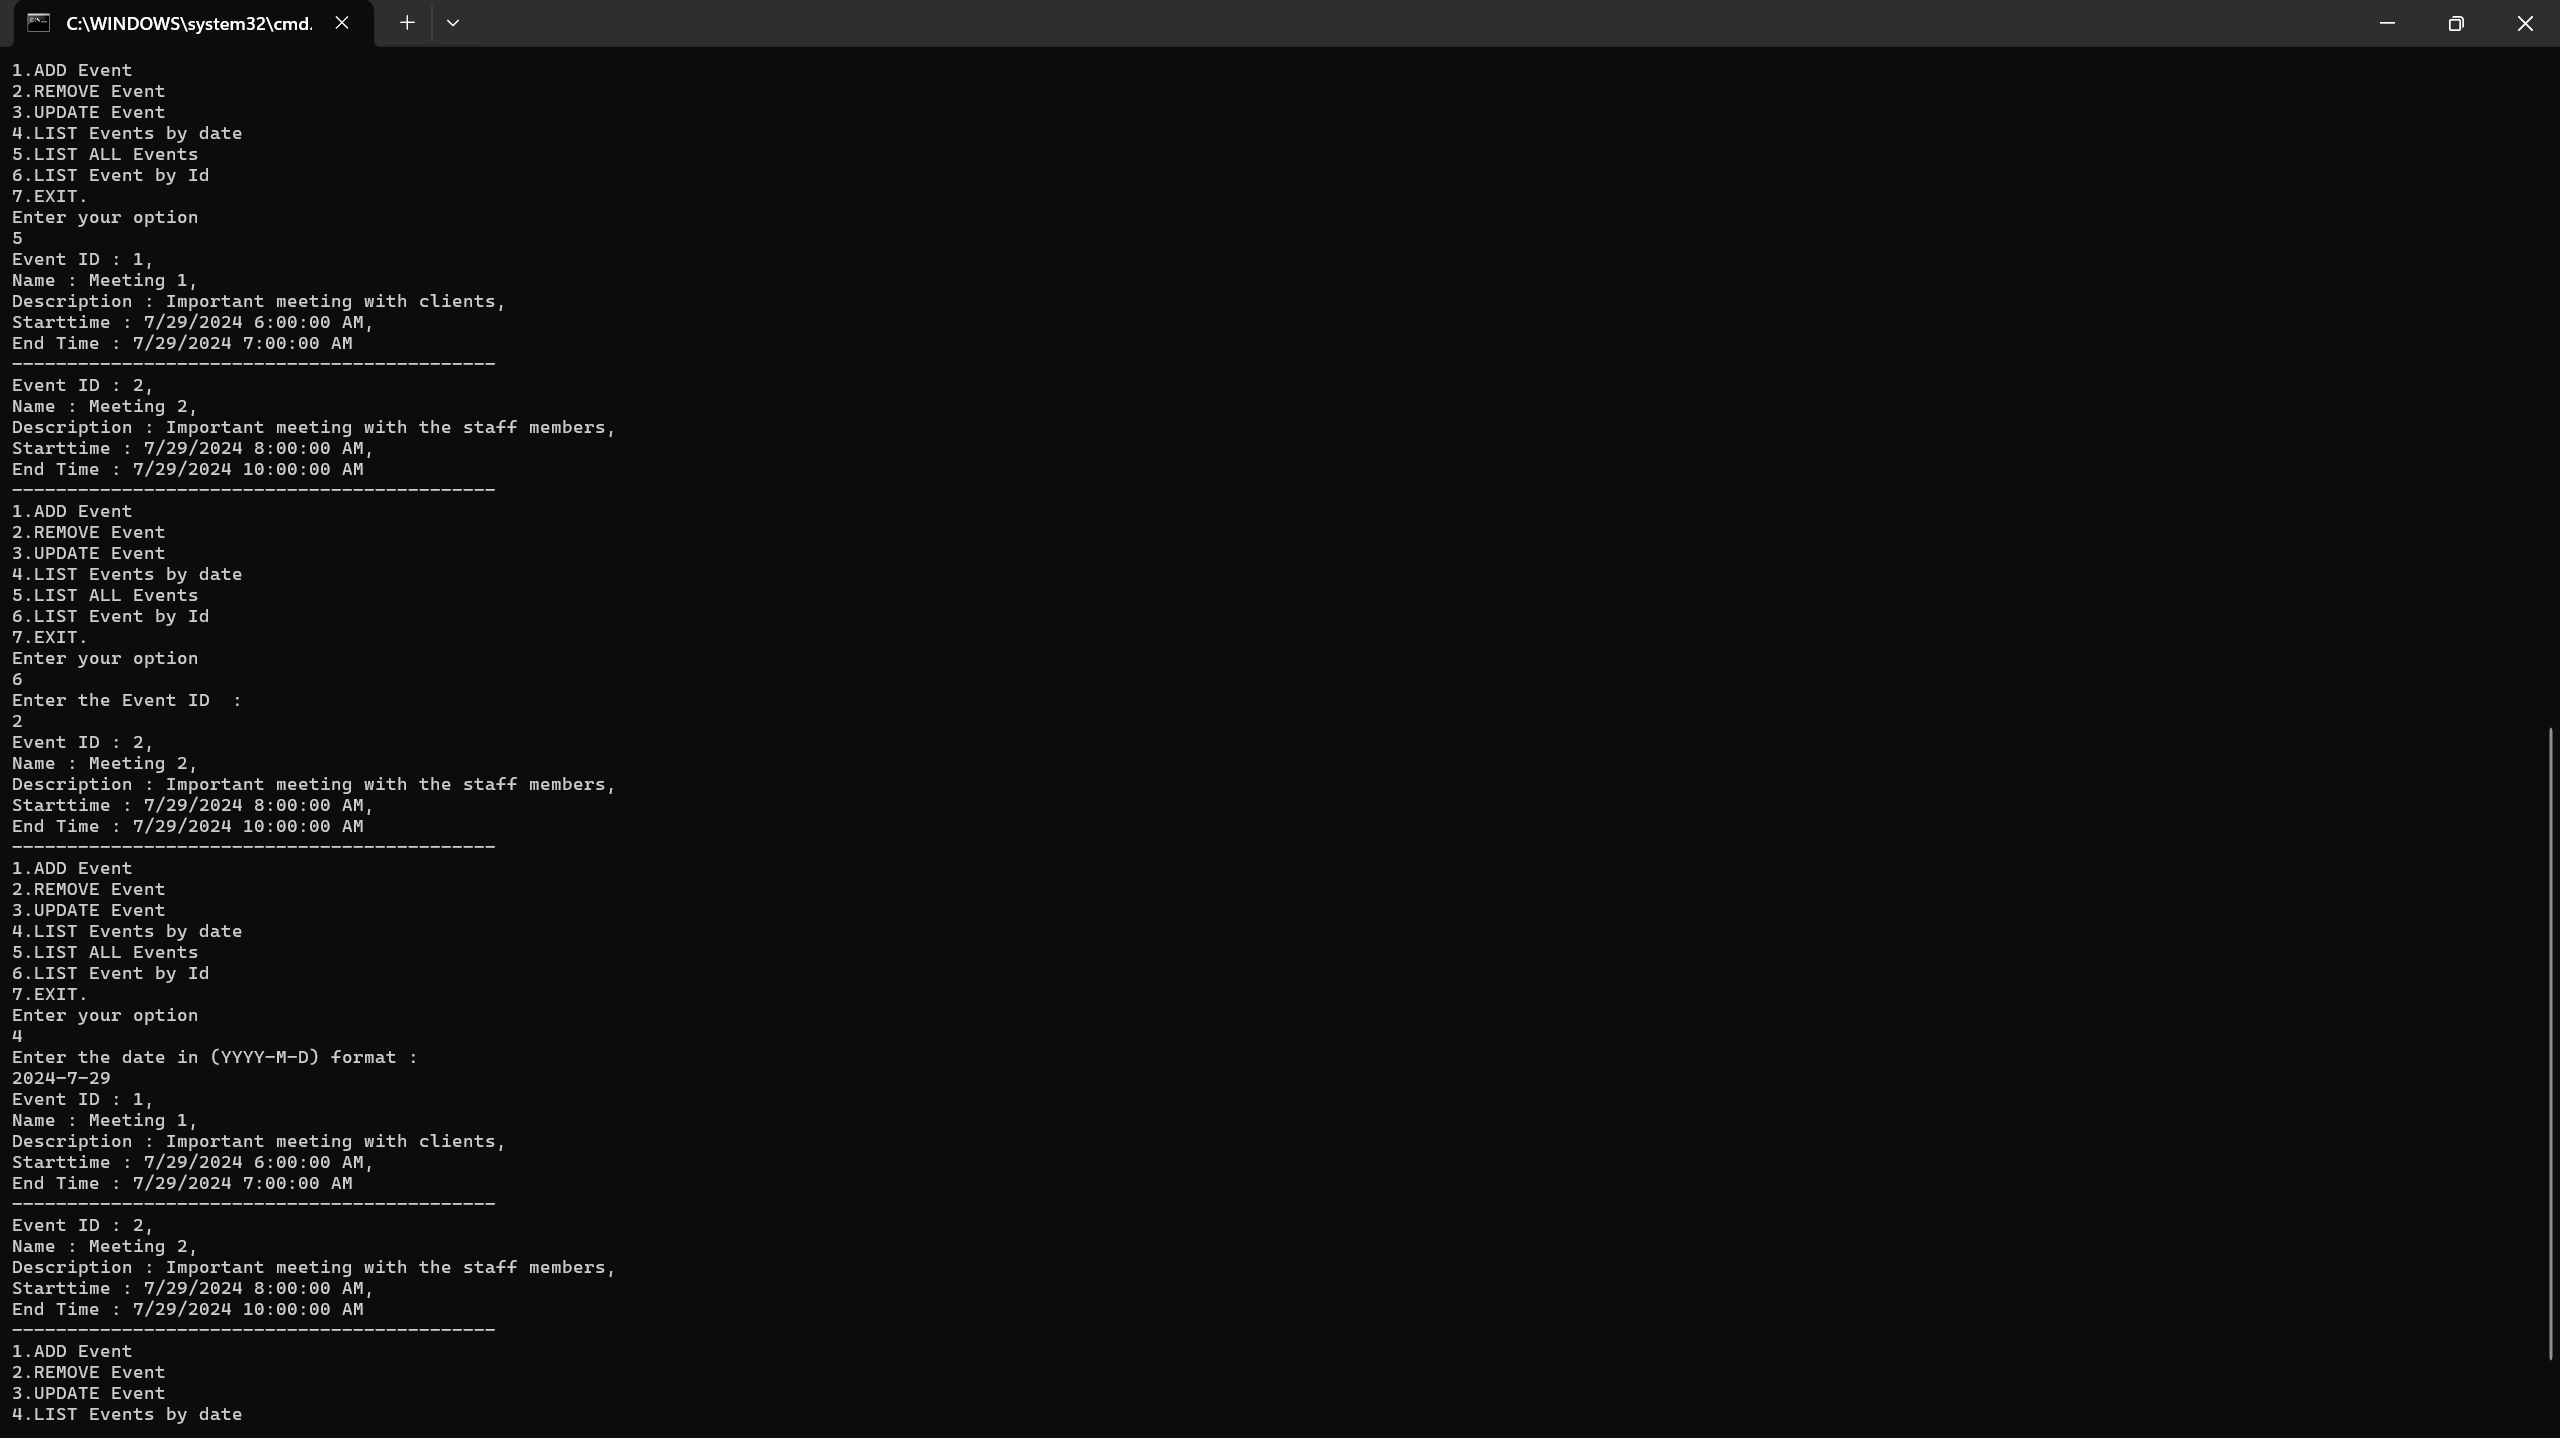 C:\WINDOWS\system32\cmd.
1.ADD Event
2.REMOVE Event
3.UPDATE Event
4.LIST Events by date
5.LIST ALL Events
6.LIST Event by Id
7.EXIT.
Enter your option
5
Event ID : 1,
Name : Meeting 1,
Description : Important meeting with clients,
Starttime : 7/29/2024 6:00:00 AM,
End Time : 7/29/2024 7:00:00 AM
--------------------------------------------
Event ID : 2,
Name : Meeting 2,
Description : Important meeting with the staff members,
Starttime : 7/29/2024 8:00:00 AM,
End Time : 7/29/2024 10:00:00 AM
--------------------------------------------
1.ADD Event
2.REMOVE Event
3.UPDATE Event
4.LIST Events by date
5.LIST ALL Events
6.LIST Event by Id
7.EXIT.
Enter your option
6
Enter the Event ID  :
2
Event ID : 2,
Name : Meeting 2,
Description : Important meeting with the staff members,
Starttime : 7/29/2024 8:00:00 AM,
End Time : 7/29/2024 10:00:00 AM
--------------------------------------------
1.ADD Event
2.REMOVE Event
3.UPDATE Event
4.LIST Events by date
5.LIST ALL Events
6.LIST Event by Id
7.EXIT.
Enter your option
4
Enter the date in (YYYY-M-D) format :
2024-7-29
Event ID : 1,
Name : Meeting 1,
Description : Important meeting with clients,
Starttime : 7/29/2024 6:00:00 AM,
End Time : 7/29/2024 7:00:00 AM
--------------------------------------------
Event ID : 2,
Name : Meeting 2,
Description : Important meeting with the staff members,
Starttime : 7/29/2024 8:00:00 AM,
End Time : 7/29/2024 10:00:00 AM
--------------------------------------------
1.ADD Event
2.REMOVE Event
3.UPDATE Event
4.LIST Events by date